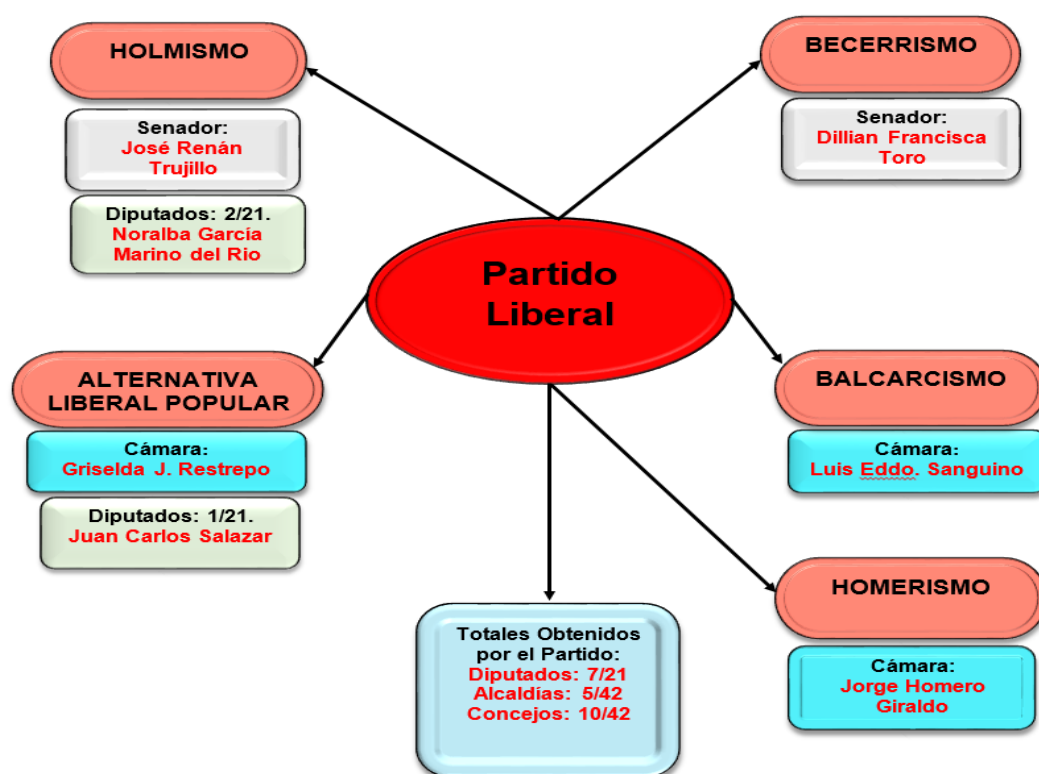 HOLMISMO
Senador:
José Renán
Trujillo
Diputados: 2/21.
Noralba García
Marino del Rio
BECERRISMO
Senador:
Dillian Francisca
Toro
Partido
Liberal
ALTERNATIVA
LIBERAL POPULAR
Cámara:
Griselda J. Restrepo
Diputados: 1/21.
Juan Carlos Salazar
BALCARCISMO
Cámara:
Luis Eddo. Sanguino
HOMERISMO
Cámara:
Jorge Homero
Giraldo
Totales Obtenidos
por el Partido:
Diputados: 7/21
Alcaldías: 5/42
Concejos: 10/42